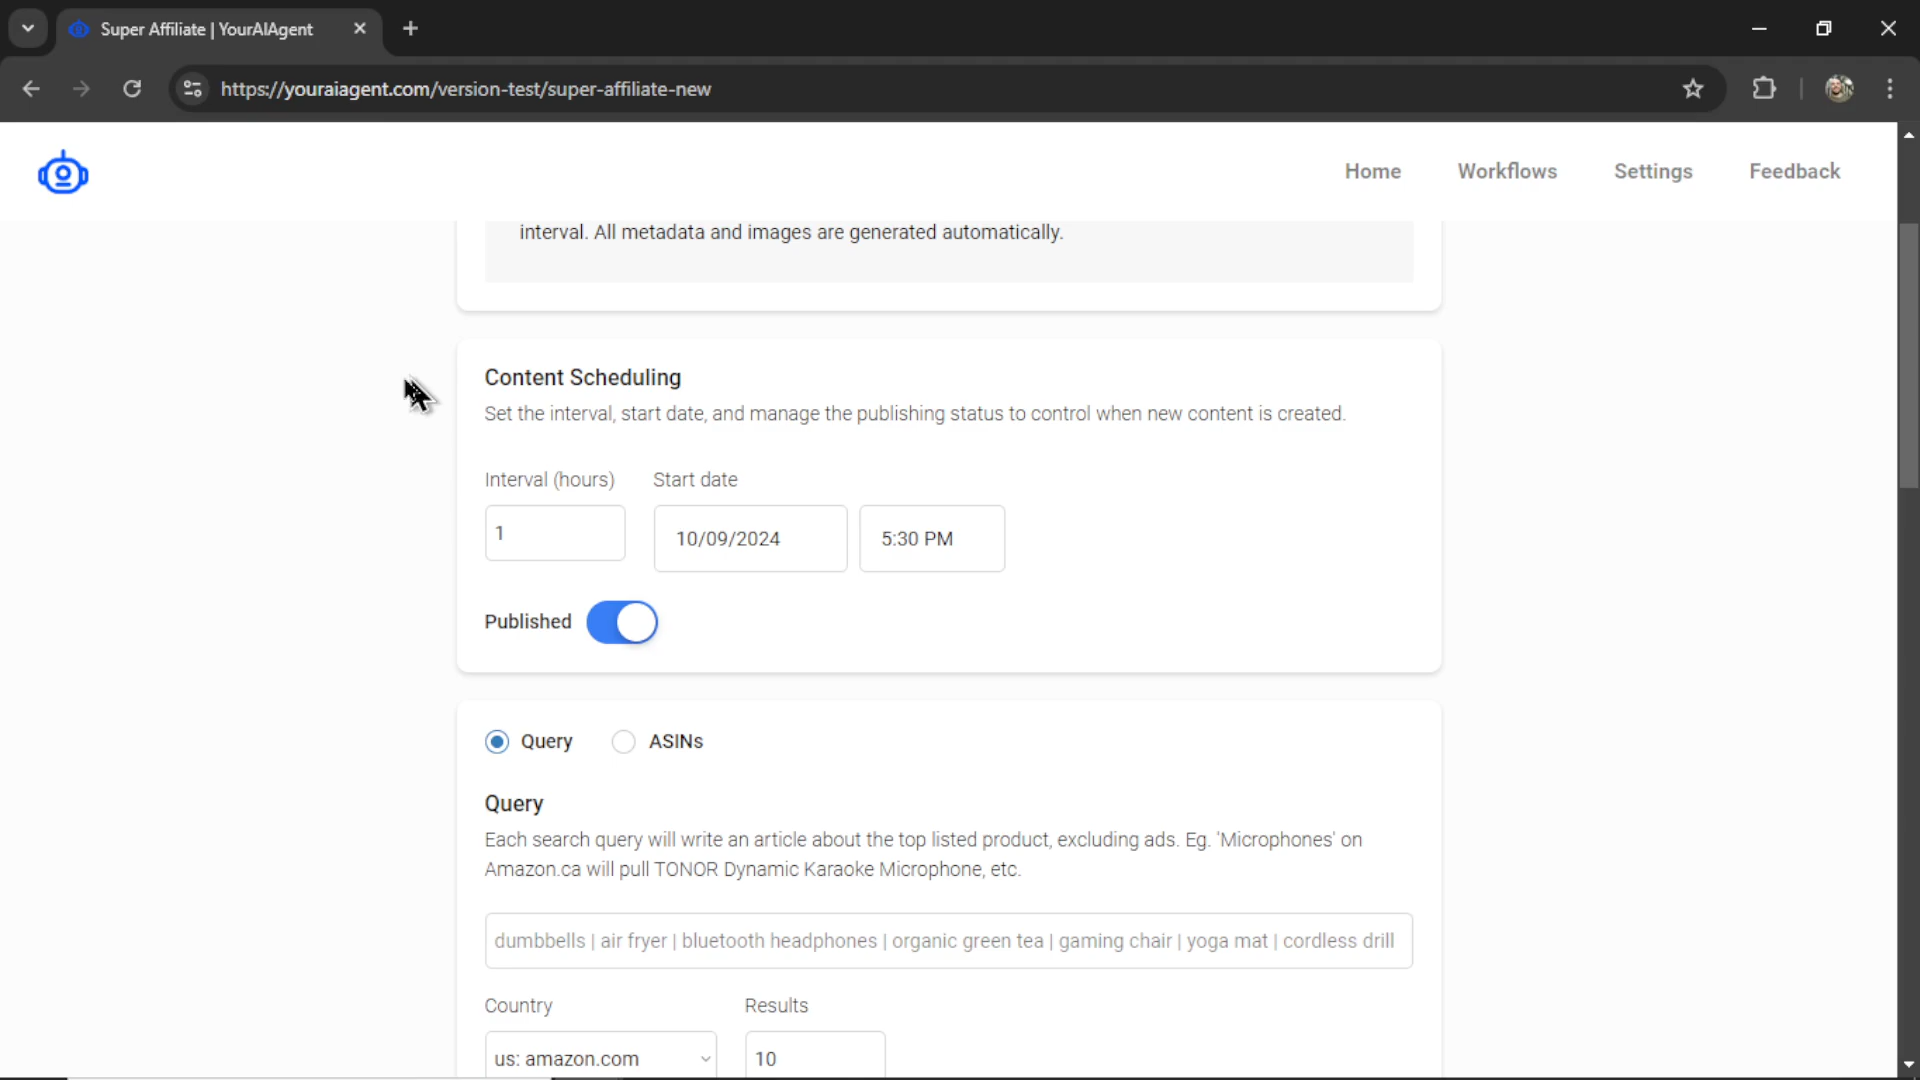 Super Affiliate | YourAIAgent
https://youraiagent.com/version-test/super-affiliate-new
Home Workflows Settings Feedback
interval. All metadata and images are generated automatically.
Content Scheduling
Set the interval, start date, and manage the publishing status to control when new content is created.
Interval (hours) Start date
1 10/09/2024 5:30 PM
Published
Query ASINs
Query
Each search query will write an article about the top listed product, excluding ads. Eg. 'Microphones' on
Amazon.ca will pull TONOR Dynamic Karaoke Microphone, etc.
dumbbells | air fryer | bluetooth headphones | organic green tea | gaming chair | yoga mat | cordless drill
Country Results
us: amazon.com 10